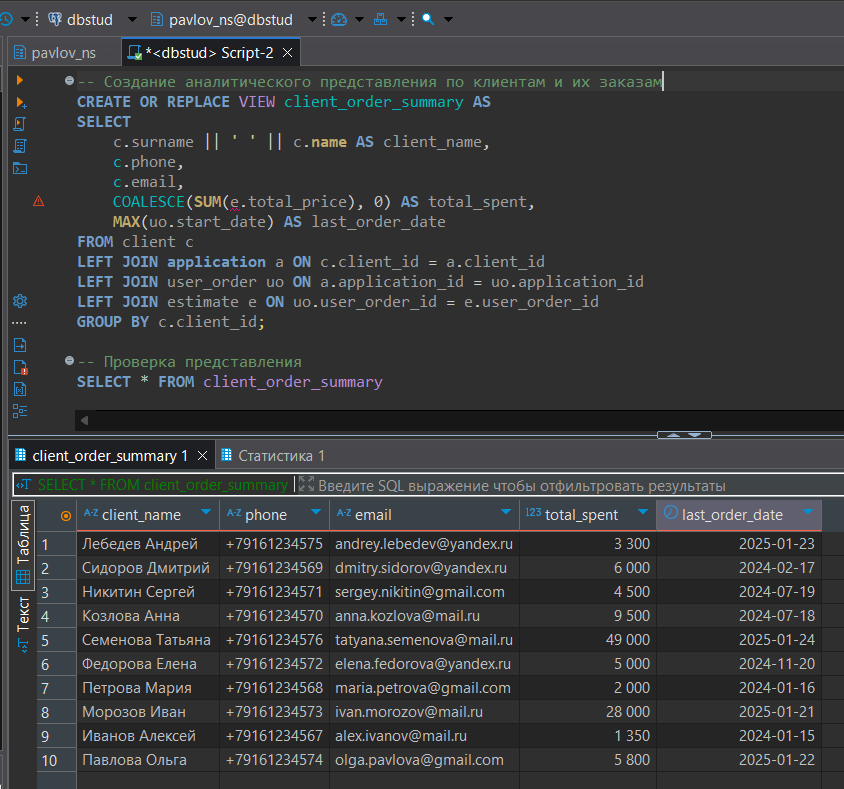 dbstud pavlov_ns@dbstud
pavlov_ns *<dbstud> Script-2
-- Создание аналитического представления по клиентам и их заказам
CREATE OR REPLACE VIEW client_order_summary AS
SELECT
c.surname || ' ' || c.name AS client_name,
c.phone,
c.email,
COALESCE(SUM(e.total_price), 0) AS total_spent,
MAX(uo.start_date) AS last_order_date
FROM client c
LEFT JOIN application a ON c.client_id = a.client_id
LEFT JOIN user_order uo ON a.application_id = uo.application_id
LEFT JOIN estimate e ON uo.user_order_id = e.user_order_id
GROUP BY c.client_id;
-- Проверка представления
SELECT * FROM client_order_summary
client_order_summary 1 Статистика 1
SELECT * FROM client_order_summary Введите SQL выражение чтобы отфильтровать результаты
Таблица
Текст
A-Z client_name A-Z phone A-Z email 123 total_spent last_order_date
1 Лебедев Андрей +79161234575 andrey.lebedev@yandex.ru 3 300 2025-01-23
2 Сидоров Дмитрий +79161234569 dmitry.sidorov@yandex.ru 6 000 2024-02-17
3 Никитин Сергей +79161234571 sergey.nikitin@gmail.com 4 500 2024-07-19
4 Козлова Анна +79161234570 anna.kozlova@mail.ru 9 500 2024-07-18
5 Семенова Татьяна +79161234576 tatyana.semenova@mail.ru 49 000 2025-01-24
6 Федорова Елена +79161234572 elena.fedorova@yandex.ru 5 000 2024-11-20
7 Петрова Мария +79161234568 maria.petrova@gmail.com 2 000 2024-01-16
8 Морозов Иван +79161234573 ivan.morozov@mail.ru 28 000 2025-01-21
9 Иванов Алексей +79161234567 alex.ivanov@mail.ru 1 350 2024-01-15
10 Павлова Ольга +79161234574 olga.pavlova@gmail.com 5 800 2025-01-22